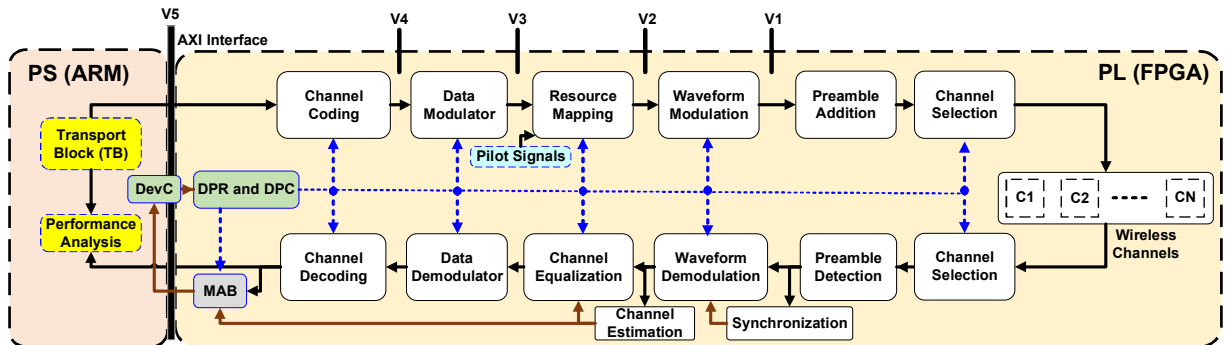 V5
V4
V3
V2
V1
AXI Interface
PS (ARM)
PL (FPGA)
Channel
Coding
Data
Modulator
Resource
Mapping
Waveform
Modulation
Preamble
Addition
Channel
Selection
Transport
Block (TB)
Pilot Signals
DevC
DPR and DPC
C1
C2
CN
Performance
Analysis
Wireless
Channels
Channel
Decoding
Data
Demodulator
Channel
Equalization
Waveform
Demodulation
Preamble
Detection
Channel
Selection
MAB
Channel
Estimation
Synchronization